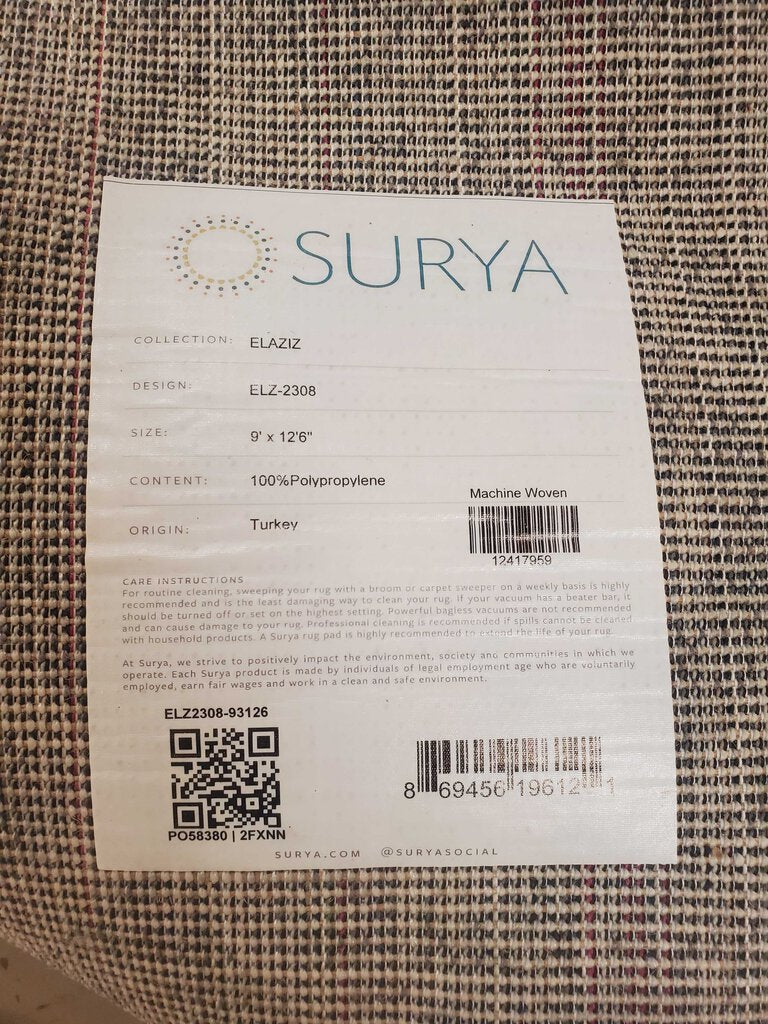 SURYA
COLLECTION: ELAZIZ
DESIGN: ELZ-2308
SIZE: 9' x 12'6"
CONTENT: 100%Polypropylene
Machine Woven
ORIGIN: Turkey
12417959
CARE INSTRUCTIONS
For routine cleaning, sweeping your rug with a broom or carpet sweeper on a weekly basis is highly
recommended and is the least damaging way to clean your rug. If your vacuum has a beater bar, it
should be turned off or set on the highest setting. Powerful bagless vacuums are not recommended
and can cause damage to your rug. Professional cleaning is recommended if spills cannot be cleaned
with household products. A Surya rug pad is highly recommended to extend the life of your rug.
At Surya, we strive to positively impact the environment, society and communities in which we
operate. Each Surya product is made by individuals of legal employment age who are voluntarily
employed, earn fair wages and work in a clean and safe environment.
ELZ2308-93126
8 69456 19612 1
PO58380 | 2FXNN
SURYA.COM @SURYASOCIAL